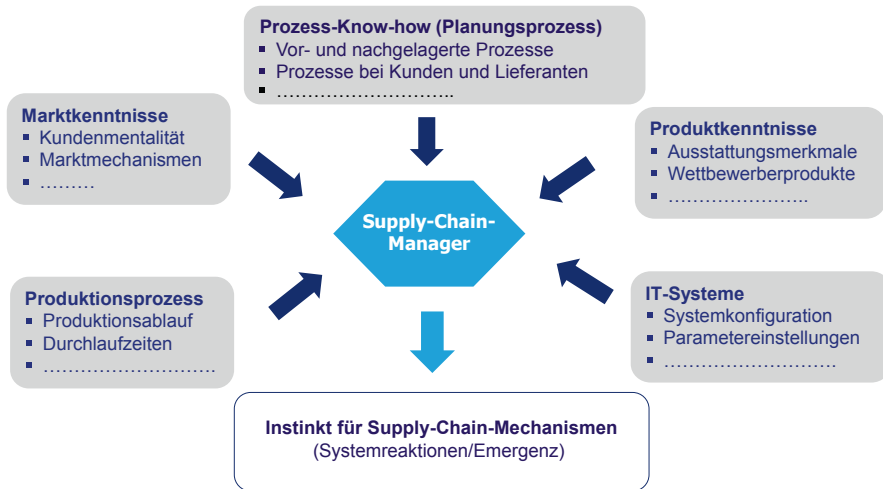 Prozess-Know-how (Planungsprozess)
▪ Vor- und nachgelagerte Prozesse
▪ Prozesse bei Kunden und Lieferanten
▪ ………………………..
Marktkenntnisse
▪ Kundenmentalität
▪ Marktmechanismen
▪ ………
Produktkenntnisse
▪ Ausstattungsmerkmale
▪ Wettbewerberprodukte
▪ …………………..
Supply-Chain-
Manager
Produktionsprozess
▪ Produktionsablauf
▪ Durchlaufzeiten
▪ ……………………….
IT-Systeme
▪ Systemkonfiguration
▪ Parametereinstellungen
▪ ……………………….
Instinkt für Supply-Chain-Mechanismen
(Systemreaktionen/Emergenz)